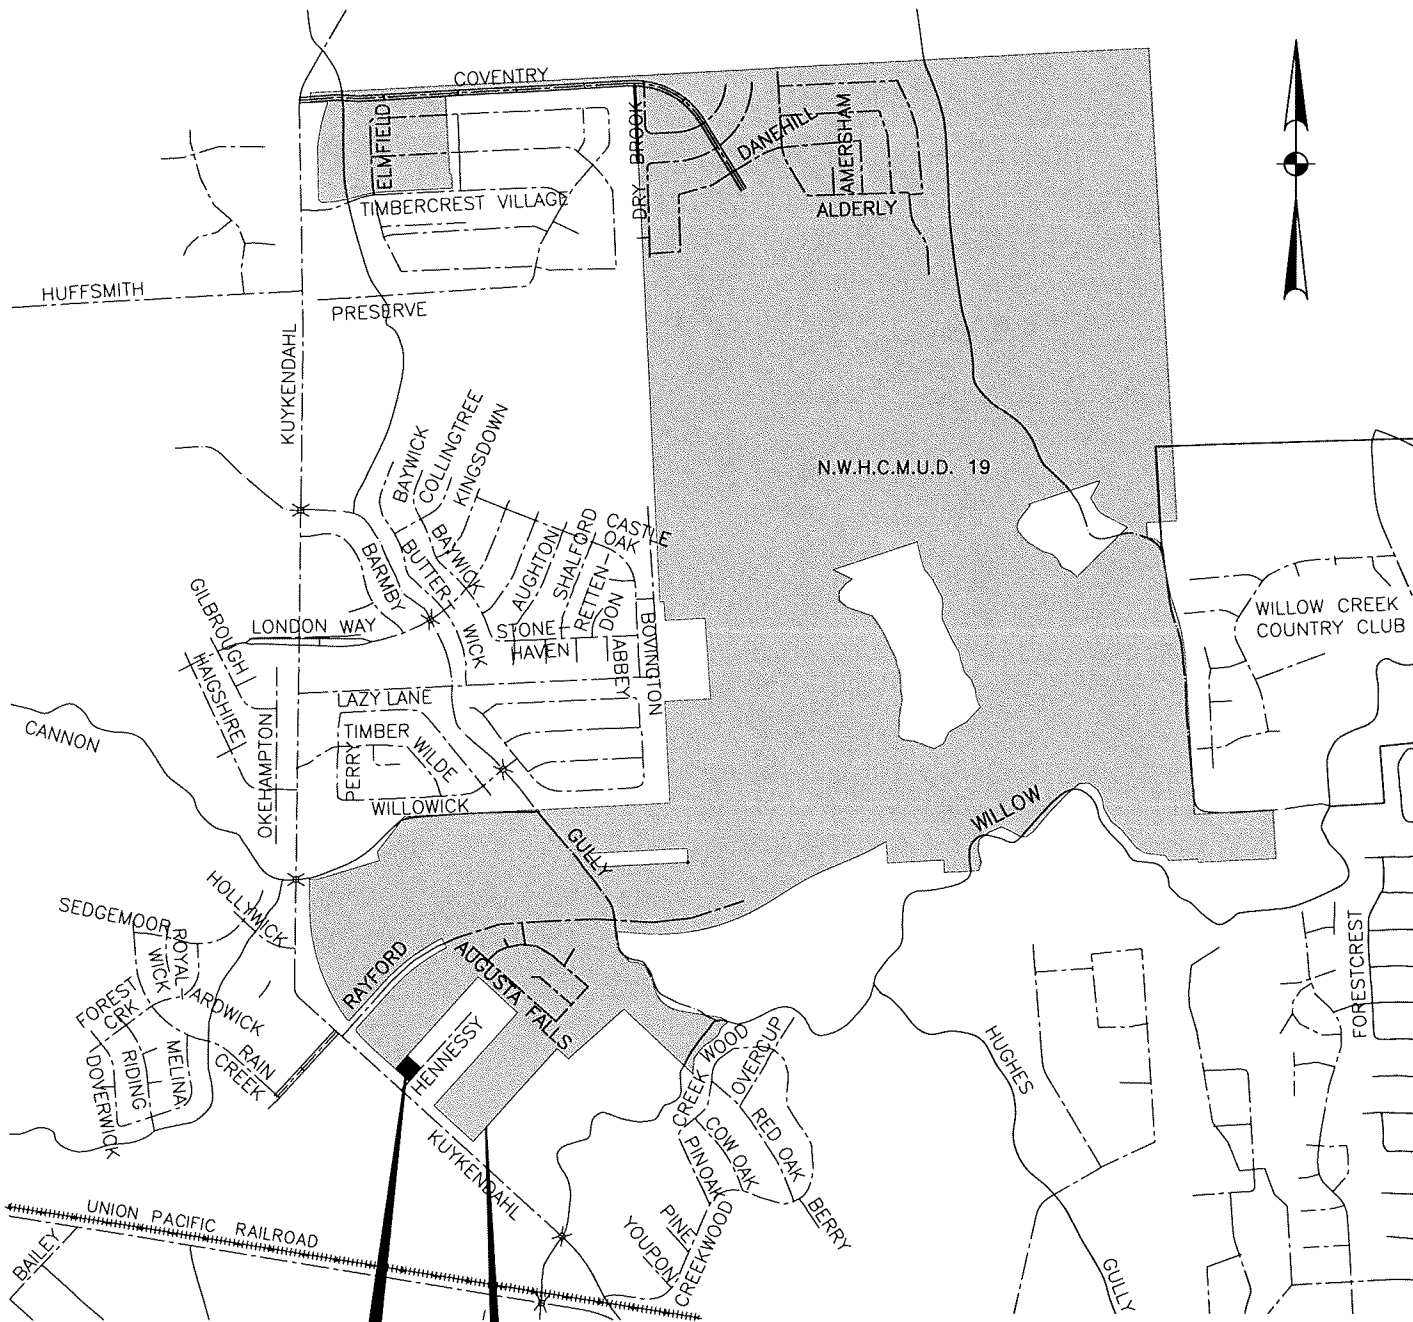 COVENTRY
ELMFIELD
DRY BROOK
DANEHILL
AMERSHAM
ALDERLY
TIMBERCREST VILLAGE
HUFFSMITH
PRESERVE
KUYKENDAHL
BAYWICK
COLLINGTREE
KINGSDOWN
N.W.H.C.M.U.D. 19
BAYWICK
BUTTER
WICK
BARMBY
AUGHTON
SHALFORD
CASTLE
OAK
RETTEN
DON
STONE
HAVEN
ABBEY
BOVINGTON
GILBROUGH
LONDON WAY
HAIGSHIRE
WILLOW CREEK
COUNTRY CLUB
LAZY LANE
TIMBER
WILDE
PERRY
WILLOWICK
CANNON
OKEHAMPTON
WILLOW
GULLY
HOLLYWICK
SEDGEMOOR
ROYAL
WICK
ARDWICK
FOREST
CRK
RAYFORD
AUGUSTA FALLS
HENNESSY
FORESTCREST
RAIN
CREEK
MELINA
RIDING
DOVERWICK
CREEK WOOD
OVERCUP
HUGHES
COW OAK
RED OAK
PIN OAK
BERRY
KUYKENDAHL
UNION PACIFIC RAILROAD
BAILEY
PINE
YOUPON
CREEKWOOD
GULLY